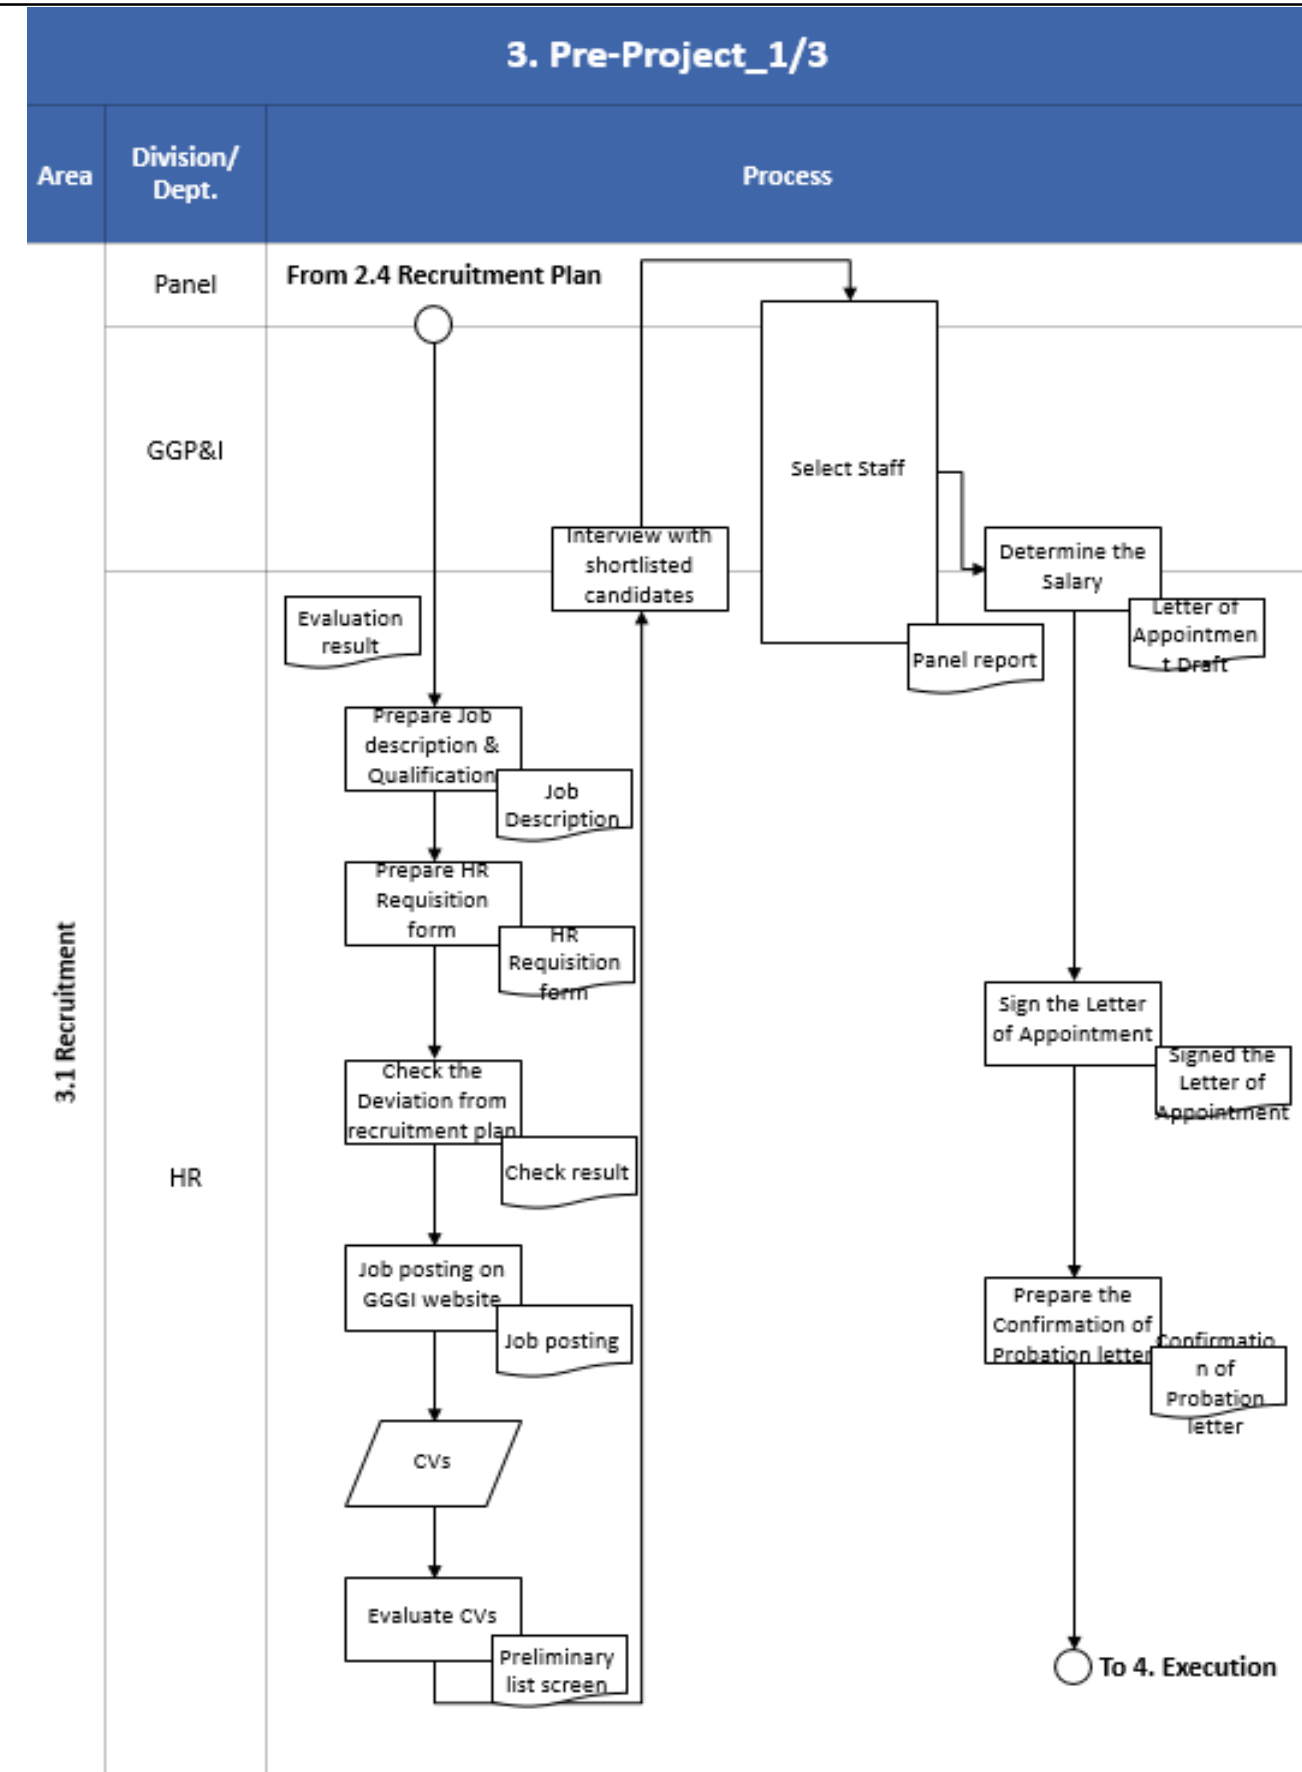 3. Pre-Project_1/3
Area
Division/
Dept.
Process
Panel
From 2.4 Recruitment Plan
GGP&I
Select Staff
Interview with
shortlisted
candidates
Determine the
Salary
Letter of
Appointmen
t Draft
Panel report
Evaluation
result
Prepare Job
description &
Qualification
Job
Description
Prepare HR
Requisition
form
HR
Requisition
form
3.1 Recruitment
HR
Check the
Deviation from
recruitment plan
Check result
Job posting on
GGGI website
Job posting
CVs
Evaluate CVs
Preliminary
list screen
Sign the Letter
of Appointment
Signed the
Letter of
Appointment
Prepare the
Confirmation of
Probation letter
Confirmatio
n of
Probation
letter
To 4. Execution